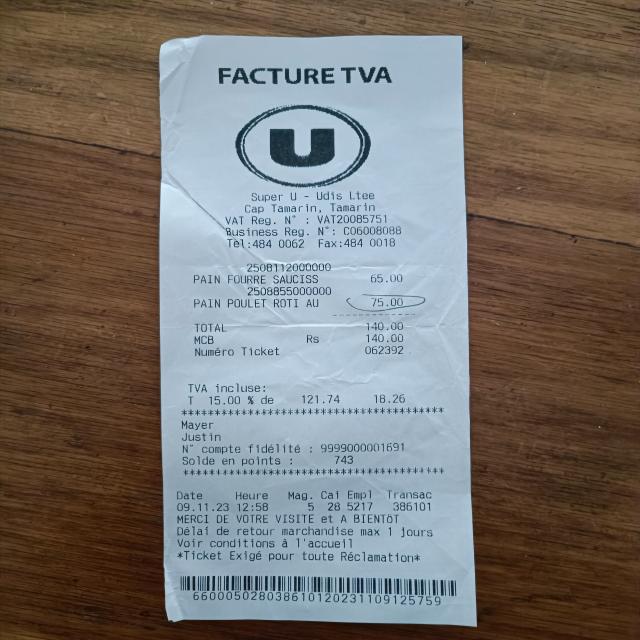 FACTURE TVA
U
Super U - Udis Ltee
Cap Tamarin, Tamarin
VAT Reg. N° : VAT20085751
Business Reg. N°: C06008088
Tel:484 0062 Fax:484 0018
2508112000000
PAIN FOURRE SAUCISS 65.00
2508855000000
PAIN POULET ROTI AU 75.00
TOTAL 140.00
MCB Rs 140.00
Numéro Ticket 062392
TVA incluse:
T 15.00 % de 121.74 18.26
********************************************
Mayer
Justin
N° compte fidélité : 9999000001691
Solde en points : 743
********************************************
Date Heure Mag. Cai Empl Transac
09.11.23 12:58 5 28 5217 386101
MERCI DE VOTRE VISITE et A BIENTôT
Délai de retour marchandise max 1 jours
Voir conditions à l'accueil
*Ticket Exigé pour toute Réclamation*
66000502803861012023110912575​9